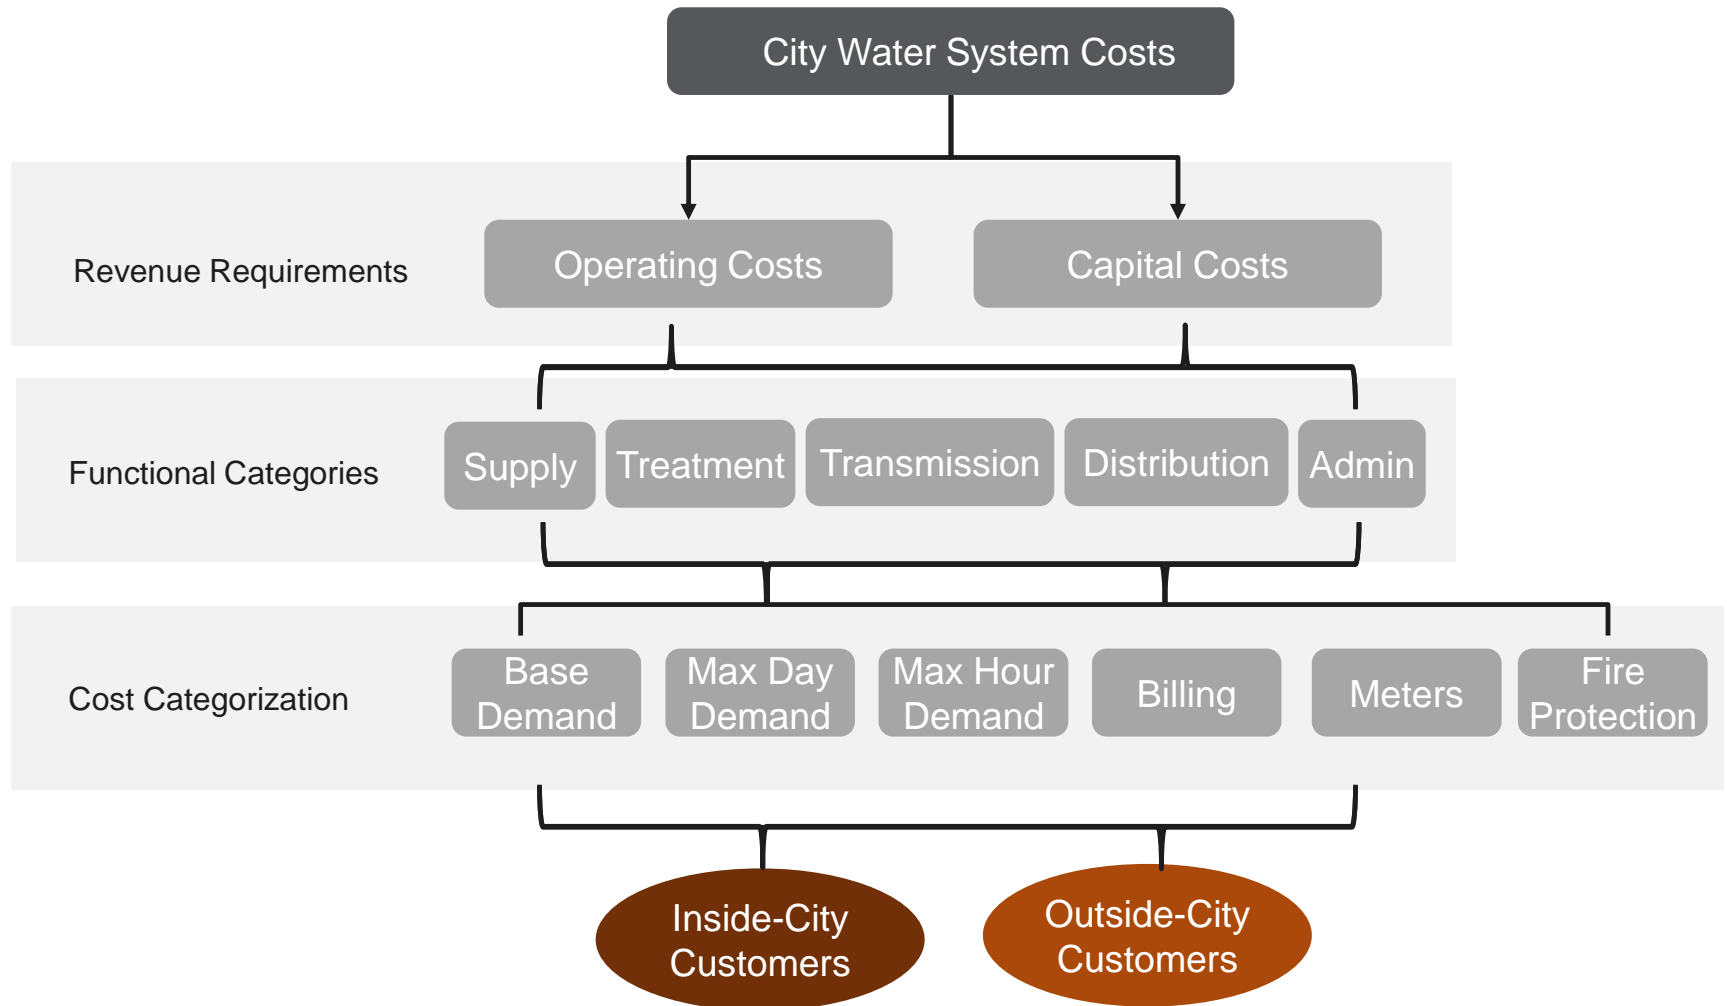 City Water System Costs
Revenue Requirements
Operating Costs
Capital Costs
Functional Categories
Supply
Treatment
Transmission
Distribution
Admin
Cost Categorization
Base
Demand
Max Day
Demand
Max Hour
Demand
Billing
Meters
Fire
Protection
Inside-City
Customers
Outside-City
Customers